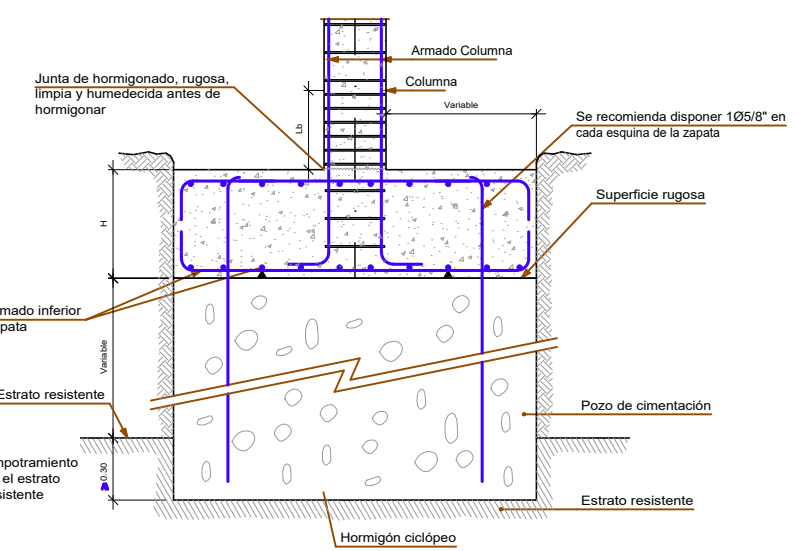 Armado Columna
Junta de hormigonado, rugosa,
limpia y humedecida antes de
hormigonar
Columna
Variable
Lb
Se recomienda disponer 1Ø5/8" en
cada esquina de la zapata
Superficie rugosa
H
mado inferior
pata
Variable
Estrato resistente
Pozo de cimentación
mpotramiento
el estrato
sistente
0.30
Estrato resistente
Hormigón ciclópeo